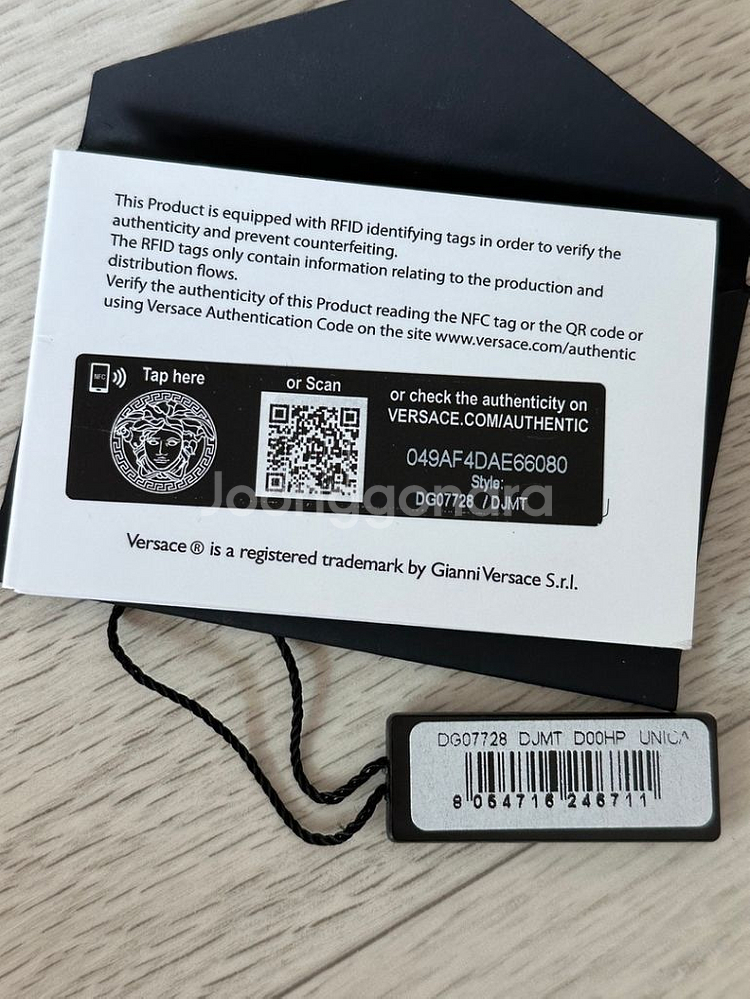 This Product is equipped with RFID identifying tags in order to verify the
authenticity and prevent counterfeiting.
The RFID tags only contain information relating to the production and
distribution flows.
Verify the authenticity of this Product reading the NFC tag or the QR code or
using Versace Authentication Code on the site www.versace.com/authentic
NFC
Tap here
or Scan
or check the authenticity on
VERSACE.COM/AUTHENTIC
049AF4DAE66080
Style:
DG07728 / DJMT
Joonggonara
Versace ® is a registered trademark by Gianni Versace S.r.l.
DG07728 DJMT D00HP UNICA
8 054716 246711